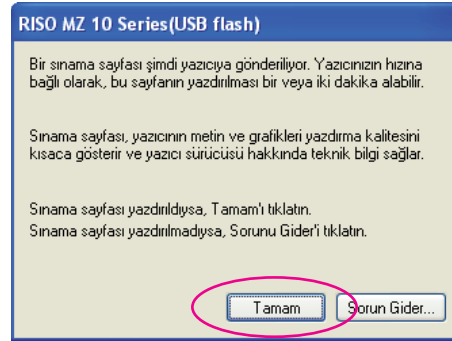 RISO MZ 10 Series(USB flash)
Bir sınama sayfası şimdi yazıcıya gönderiliyor. Yazıcınızın hızına
bağlı olarak, bu sayfanın yazdırılması bir veya iki dakika alabilir.
Sınama sayfası, yazıcının metin ve grafikleri yazdırma kalitesini
kısaca gösterir ve yazıcı sürücüsü hakkında teknik bilgi sağlar.
Sınama sayfası yazdırıldıysa, Tamam'ı tıklatın.
Sınama sayfası yazdırılmadıysa, Sorunu Gider'i tıklatın.
Tamam
Sorun Gider...